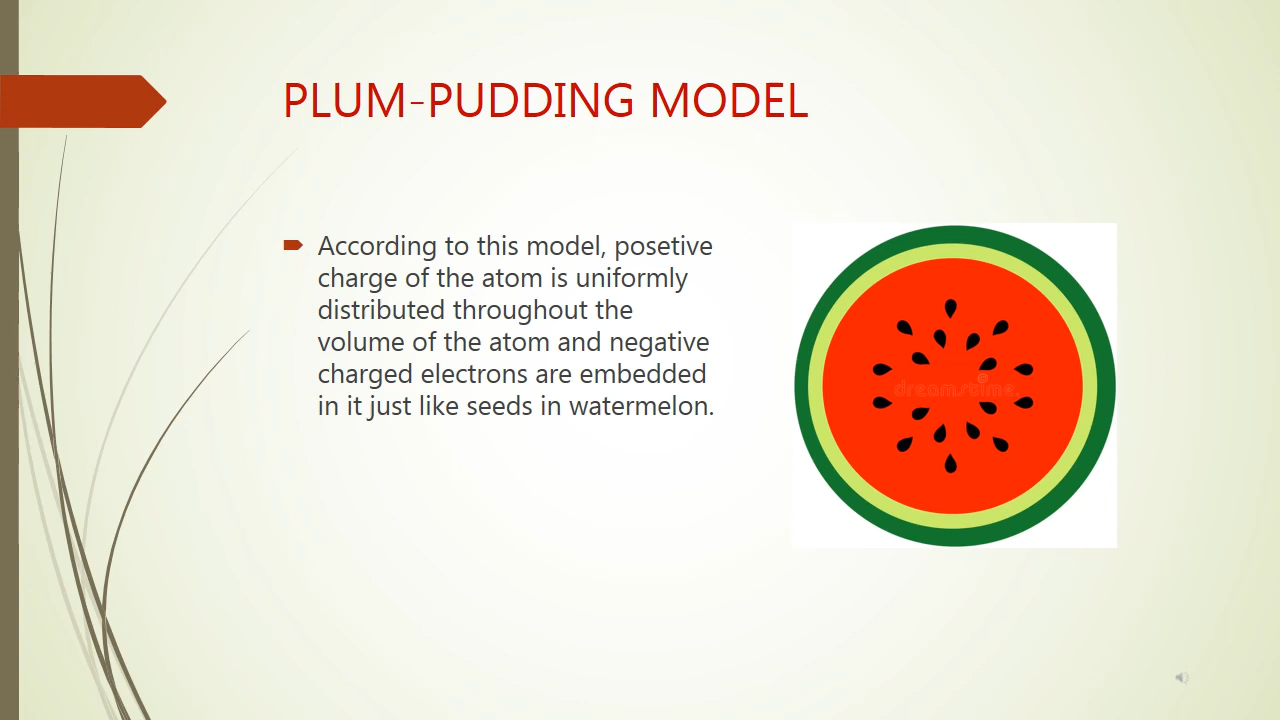 PLUM-PUDDING MODEL
According to this model, posetive
charge of the atom is uniformly
distributed throughout the
volume of the atom and negative
charged electrons are embedded
in it just like seeds in watermelon.
©
dreamstime